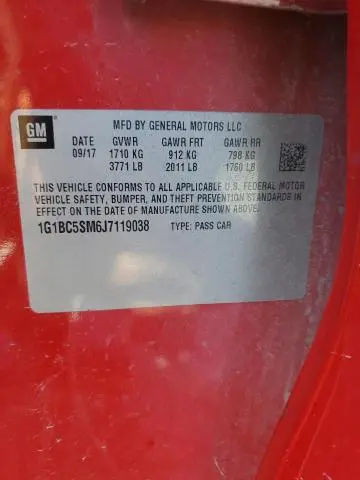 GM
MFD BY GENERAL MOTORS LLC
DATE GVWR GAWR FRT GAWR RR
09/17 1710 KG 912 KG 798 KG
3771 LB 2011 LB 1760 LB
THIS VEHICLE CONFORMS TO ALL APPLICABLE U.S. FEDERAL MOTOR
VEHICLE SAFETY, BUMPER, AND THEFT PREVENTION STANDARDS IN
EFFECT ON THE DATE OF MANUFACTURE SHOWN ABOVE.
1G1BC5SM6J7119038 TYPE: PASS CAR